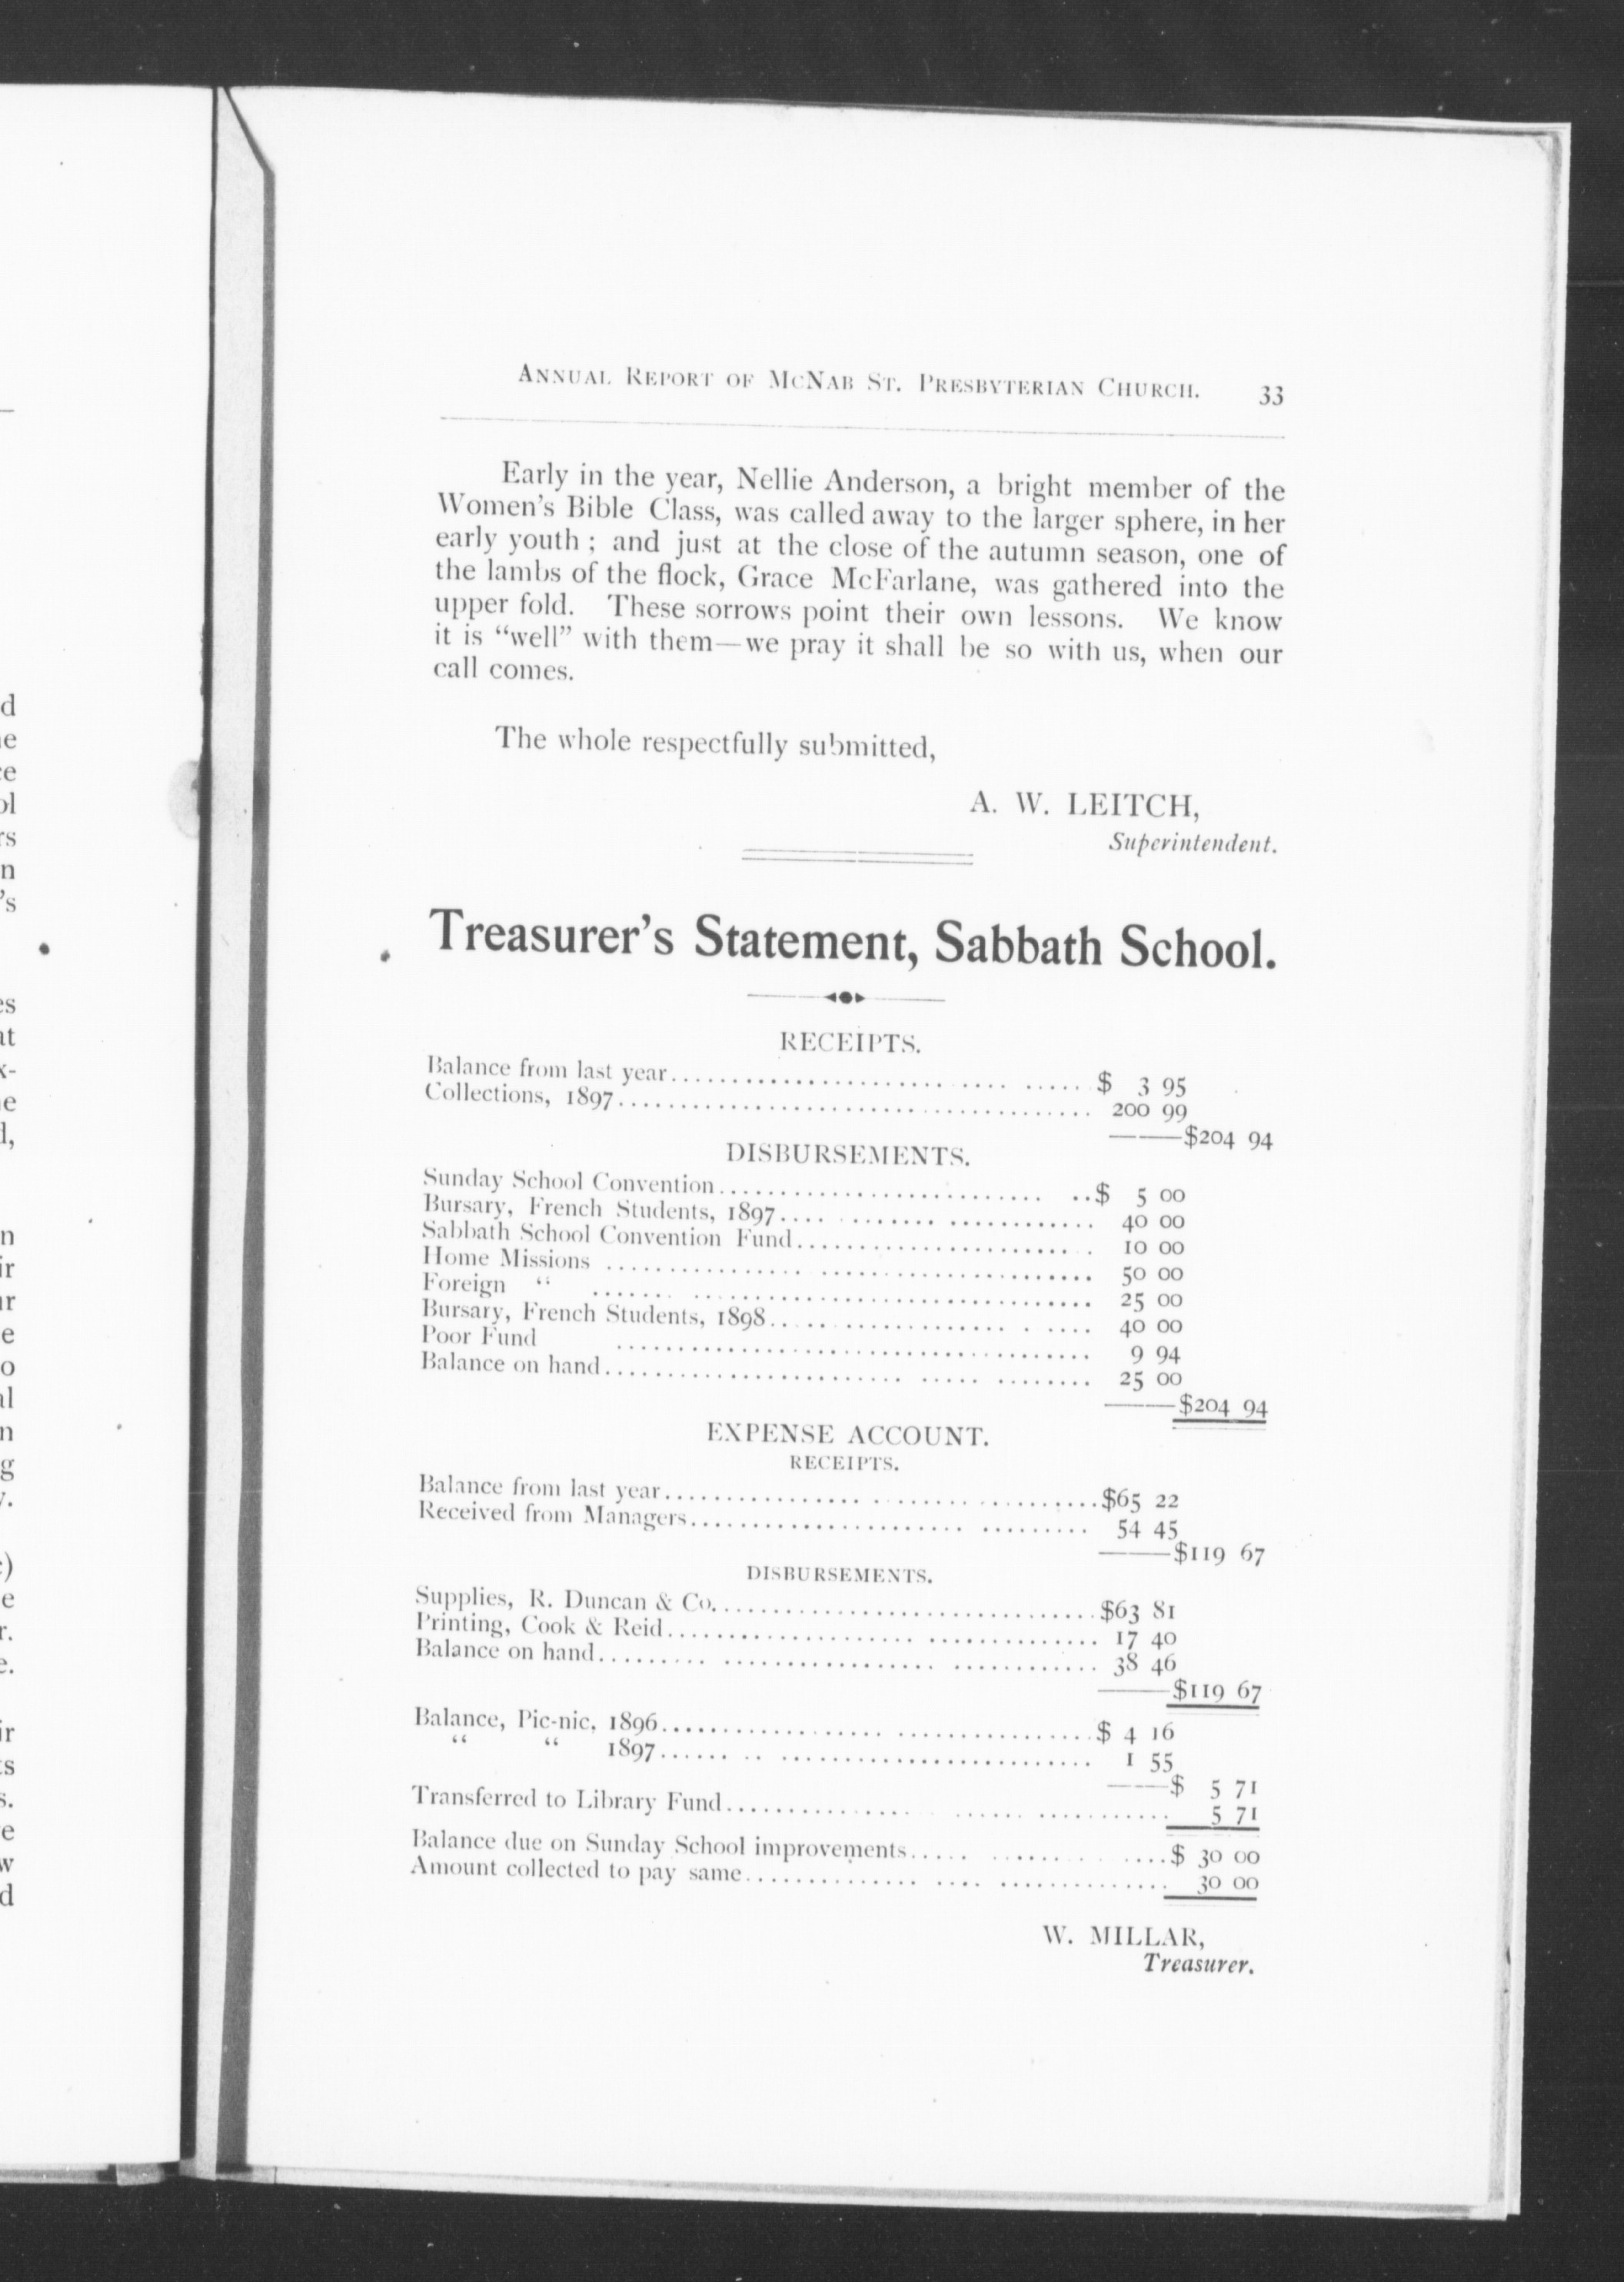 ANNUAL REPORT OF MCNAB ST. PRESBYTERIAN CHURCH. 33
Early in the year, Nellie Anderson, a bright member of the
Women's Bible Class, was called away to the larger sphere, in her
early youth ; and just at the close of the autumn season, one of
the lambs of the flock, Grace McFarlane, was gathered into the
upper fold. These sorrows point their own lessons. We know
it is “well” with them—we pray it shall be so with us, when our
call comes.
The whole respectfully submitted,
A. W. LEITCH,
Superintendent.
Treasurer's Statement, Sabbath School.
RECEIPTS.
Balance from last year........ $ 3 95
Collections, 1897........ 200 99
——$204 94
DISBURSEMENTS.
Sunday School Convention........ $ 5 00
Bursary, French Students, 1897........ 40 00
Sabbath School Convention Fund........ 10 00
Home Missions ........ 50 00
Foreign “ ........ 25 00
Bursary, French Students, 1898........ 40 00
Poor Fund ........ 9 94
Balance on hand........ 25 00
——$204 94
EXPENSE ACCOUNT.
RECEIPTS.
Balance from last year........ $65 22
Received from Managers........ 54 45
——$119 67
DISBURSEMENTS.
Supplies, R. Duncan & Co........ $63 81
Printing, Cook & Reid........ 17 40
Balance on hand........ 38 46
——$119 67
Balance, Pic-nic, 1896........ $ 4 16
“ “ 1897........ 1 55
——$ 5 71
Transferred to Library Fund........ 5 71
Balance due on Sunday School improvements........ $ 30 00
Amount collected to pay same........ 30 00
W. MILLAR,
Treasurer.